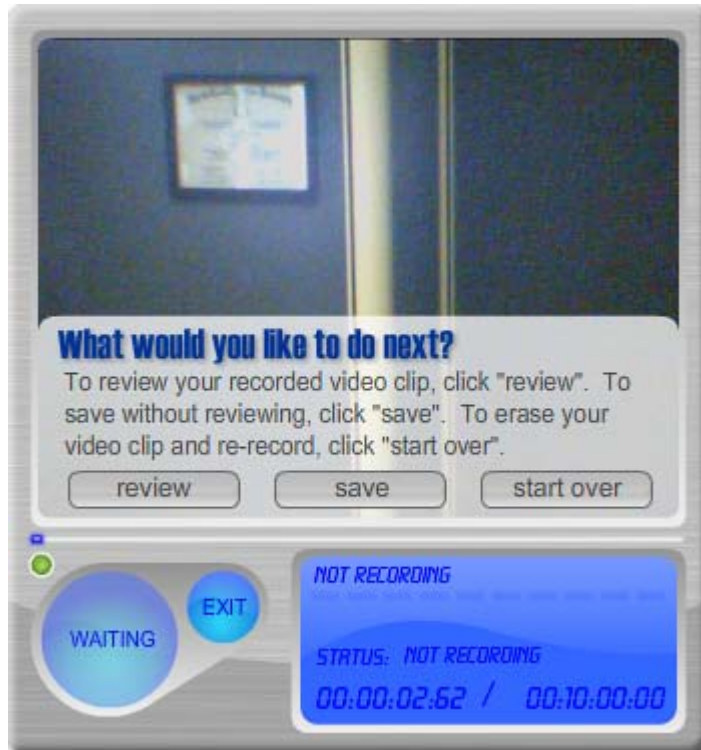 What would you like to do next?
To review your recorded video clip, click "review".  To
save without reviewing, click "save".  To erase your
video clip and re-record, click "start over".
review save start over
NOT RECORDING
EXIT
WAITING
STATUS: NOT RECORDING
00:00:02:62 / 00:10:00:00